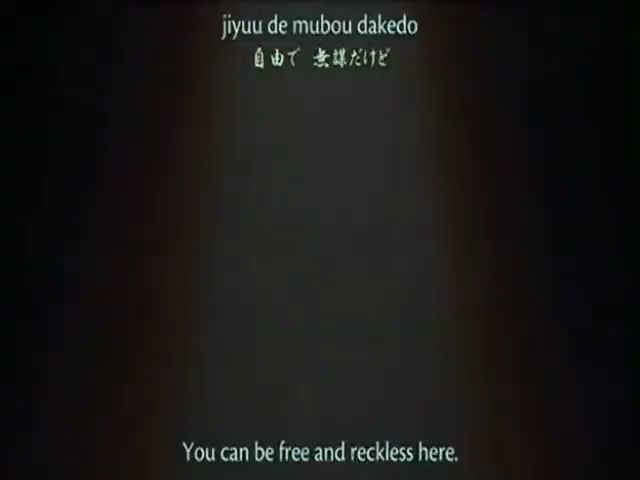 jiyuu de mubou dakedo
自由で 無謀だけど
You can be free and reckless here.